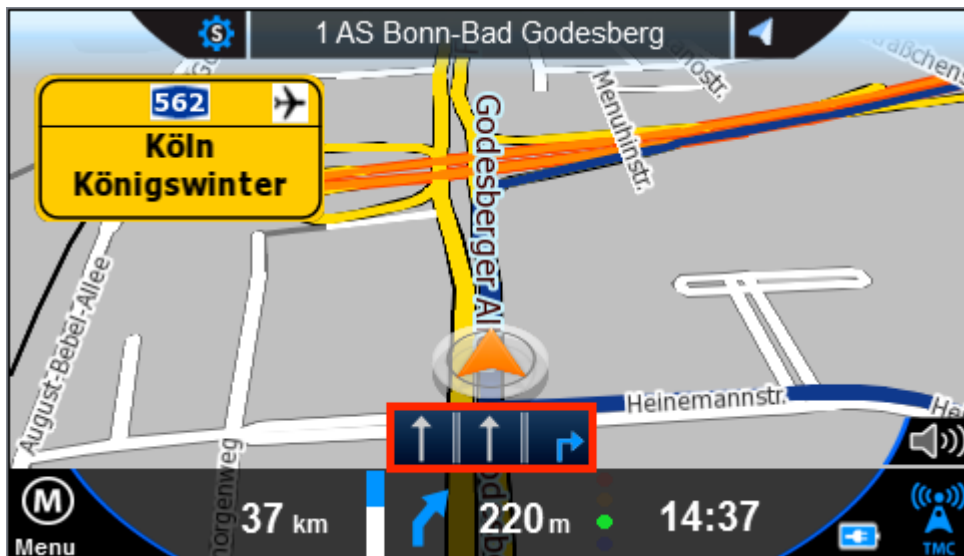 S
1 AS Bonn-Bad Godesberg
562
Köln
Königswinter
Godesberger Al
Menuhinstr.
August-Bebel-Allee
Heinemannstr.
He
M
Menu
37 km
220 m
14:37
TMC